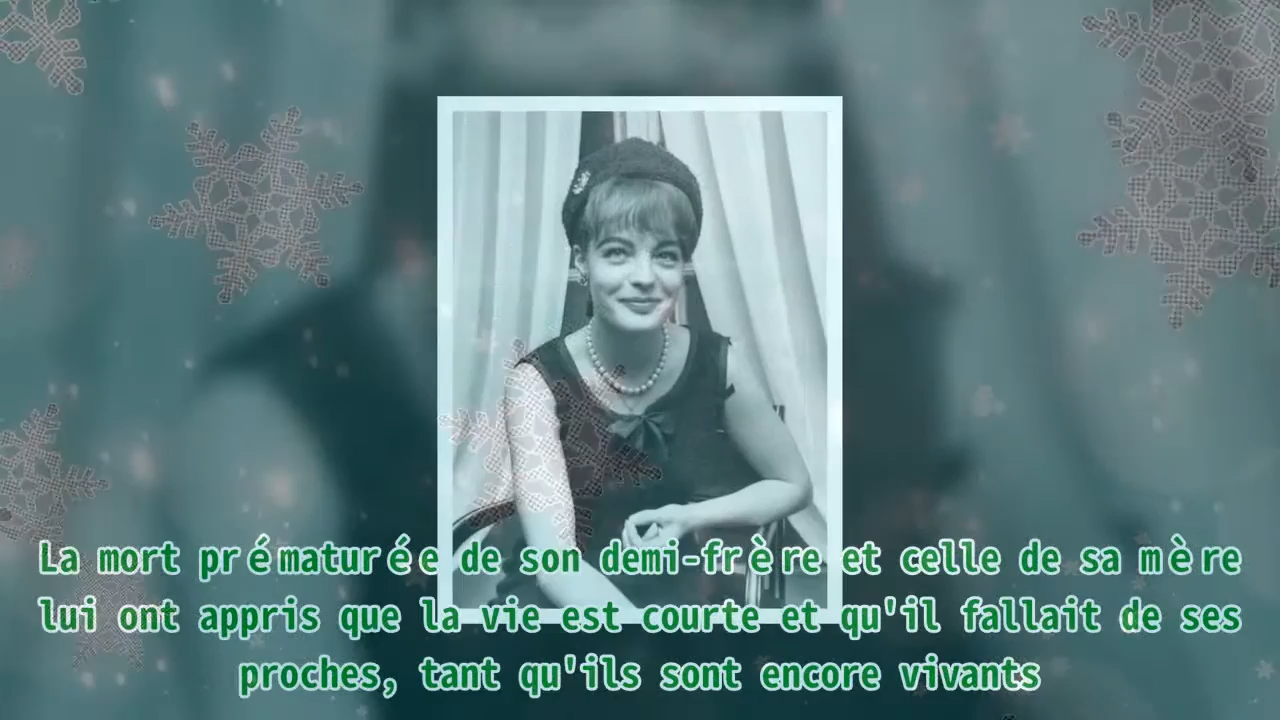 La mort prématurée de son demi-frère et celle de sa mère
lui ont appris que la vie est courte et qu'il fallait de ses
proches, tant qu'ils sont encore vivants